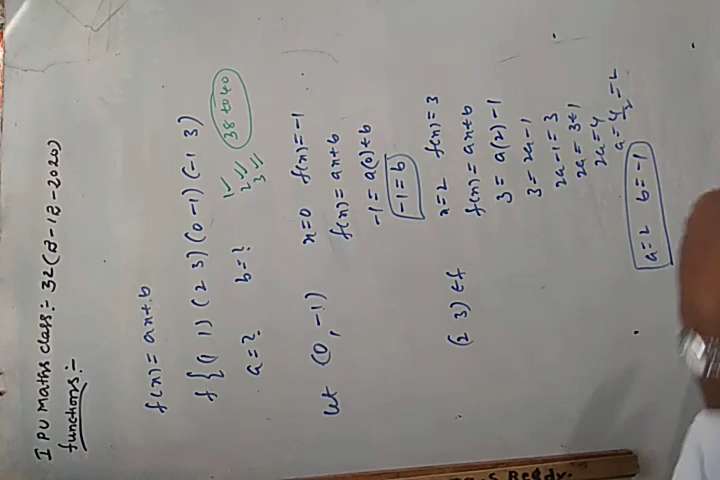 I PU Maths class:- 32 (2-12-2020)
functions:-
f(x) = ax+b
f { (1 1) (2 3) (0 -1) (-1 3)
a=? b=?
1 ✓
2 ✓✓
3 ✓✓
38 to 40
let (0, -1) x=0 f(x)=-1
f(x) = ax+b
-1 = a(0)+b
-1 = b
(2 3) ∈ f x=2 f(x)=3
f(x) = ax+b
3 = a(2) -1
3 = 2a-1
2a-1=3
2a = 3+1
2a=4
a=4/2=2
a=2 b=-1
Reddy.